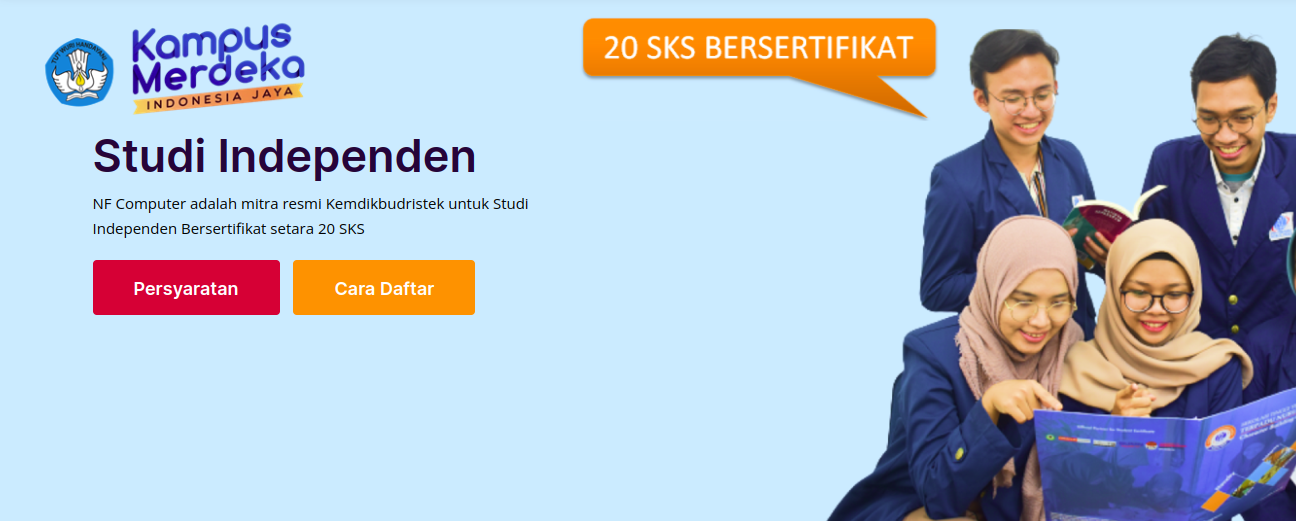 TUT WURI HANDAYANI
Kampus
Merdeka
INDONESIA JAYA
20 SKS BERSERTIFIKAT
Studi Independen
NF Computer adalah mitra resmi Kemdikbudristek untuk Studi
Independen Bersertifikat setara 20 SKS
Persyaratan
Cara Daftar